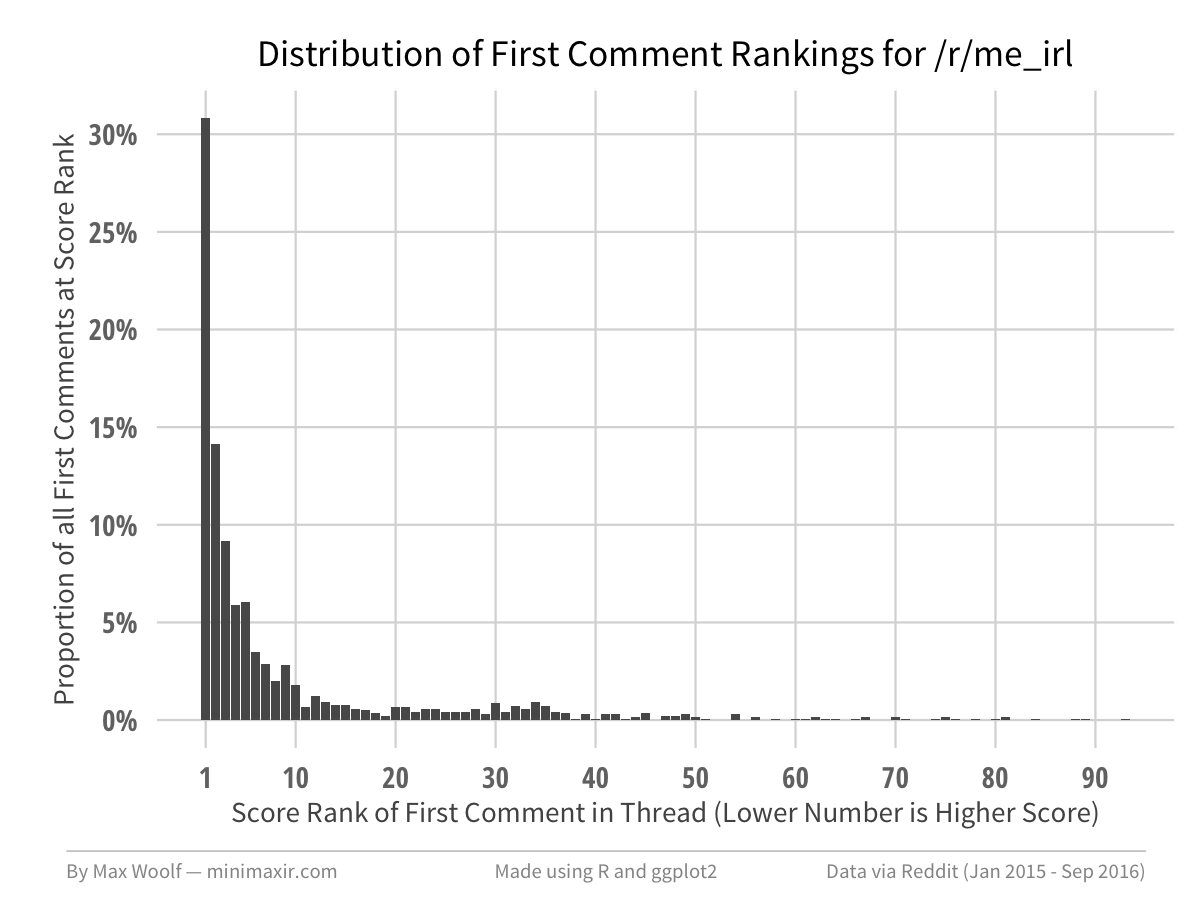 Distribution of First Comment Rankings for /r/me_irl
Proportion of all First Comments at Score Rank
30%
25%
20%
15%
10%
5%
0%
1 10 20 30 40 50 60 70 80 90
Score Rank of First Comment in Thread (Lower Number is Higher Score)
By Max Woolf — minimaxir.com Made using R and ggplot2 Data via Reddit (Jan 2015 - Sep 2016)